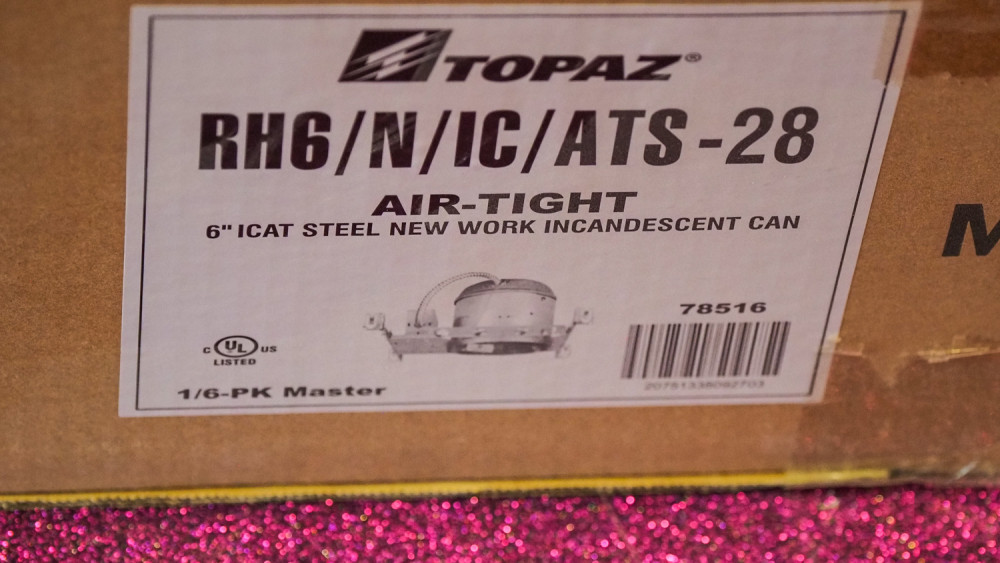 TOPAZ®
RH6/N/IC/ATS-28
AIR-TIGHT
6" ICAT STEEL NEW WORK INCANDESCENT CAN
78516
C UL US
LISTED
1/6-PK Master
M